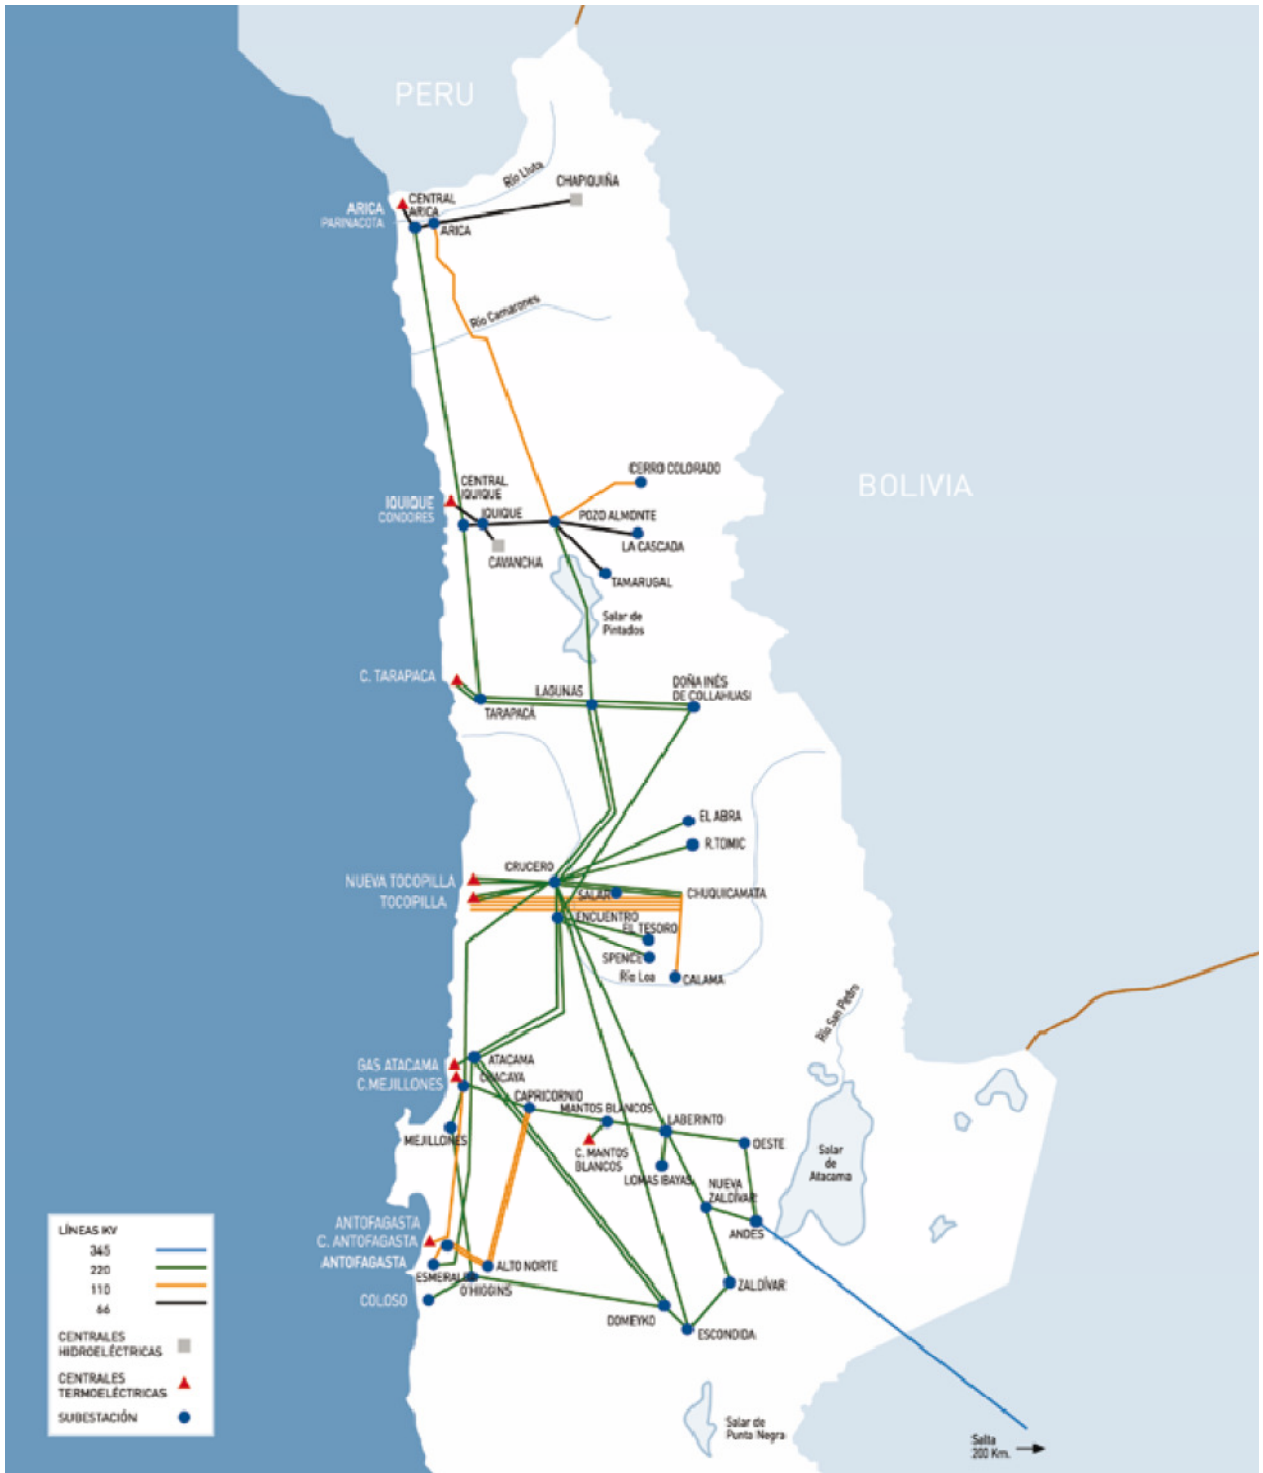 PERU
Río Lluta
CHAPIQUIÑA
CENTRAL
ARICA
ARICA
PARINACOTA
ARICA
Río Camarones
CERRO COLORADO
CENTRAL
IQUIQUE
IQUIQUE
CONDORES
IQUIQUE
POZO ALMONTE
LA CASCADA
CAVANCHA
TAMARUGAL
BOLIVIA
Salar de
Pintados
C. TARAPACA
LAGUNAS
DOÑA INÉS
DE COLLAHUASI
TARAPACÁ
EL ABRA
R.TOMIC
CRUCERO
NUEVA TOCOPILLA
TOCOPILLA
SALAR
CHUQUICAMATA
ENCUENTRO
EL TESORO
SPENCE
Río Loa
CALAMA
Río San Pedro
GAS ATACAMA
C.MEJILLONES
ATACAMA
CHACAYA
CAPRICORNIO
MANTOS BLANCOS
LABERINTO
MEJILLONES
OESTE
C. MANTOS
BLANCOS
LOMAS BAYAS
Salar
de
Atacama
NUEVA
ZALDÍVAR
ANDES
ANTOFAGASTA
C. ANTOFAGASTA
ANTOFAGASTA
ESMERALDA
ALTO NORTE
O'HIGGINS
COLOSO
ZALDÍVAR
DOMEYKO
ESCONDIDA
Salar de
Punta Negra
Salta
200 Km.
LÍNEAS KV
345
220
110
66
CENTRALES
HIDROELÉCTRICAS
CENTRALES
TERMOELÉCTRICAS
SUBESTACIÓN